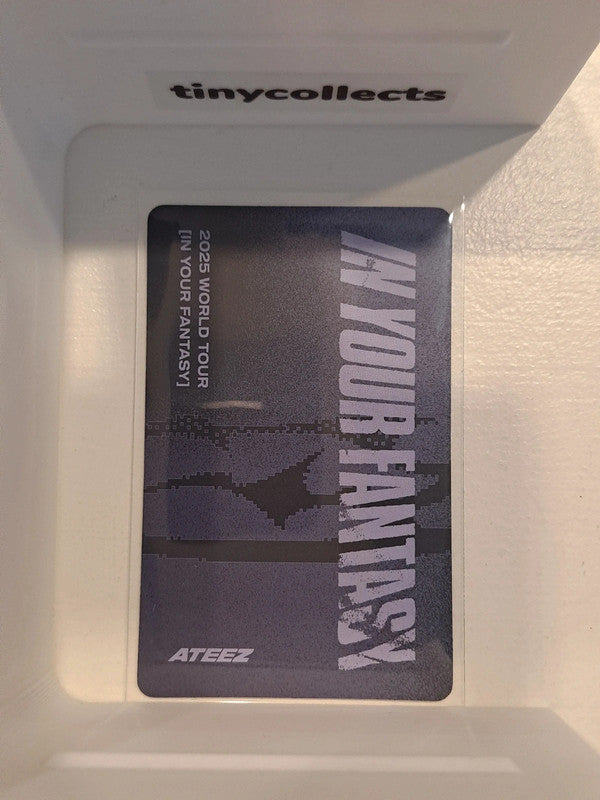 tinycollects
IN YOUR FANTASY
2025 WORLD TOUR
[IN YOUR FANTASY]
ATEEZ